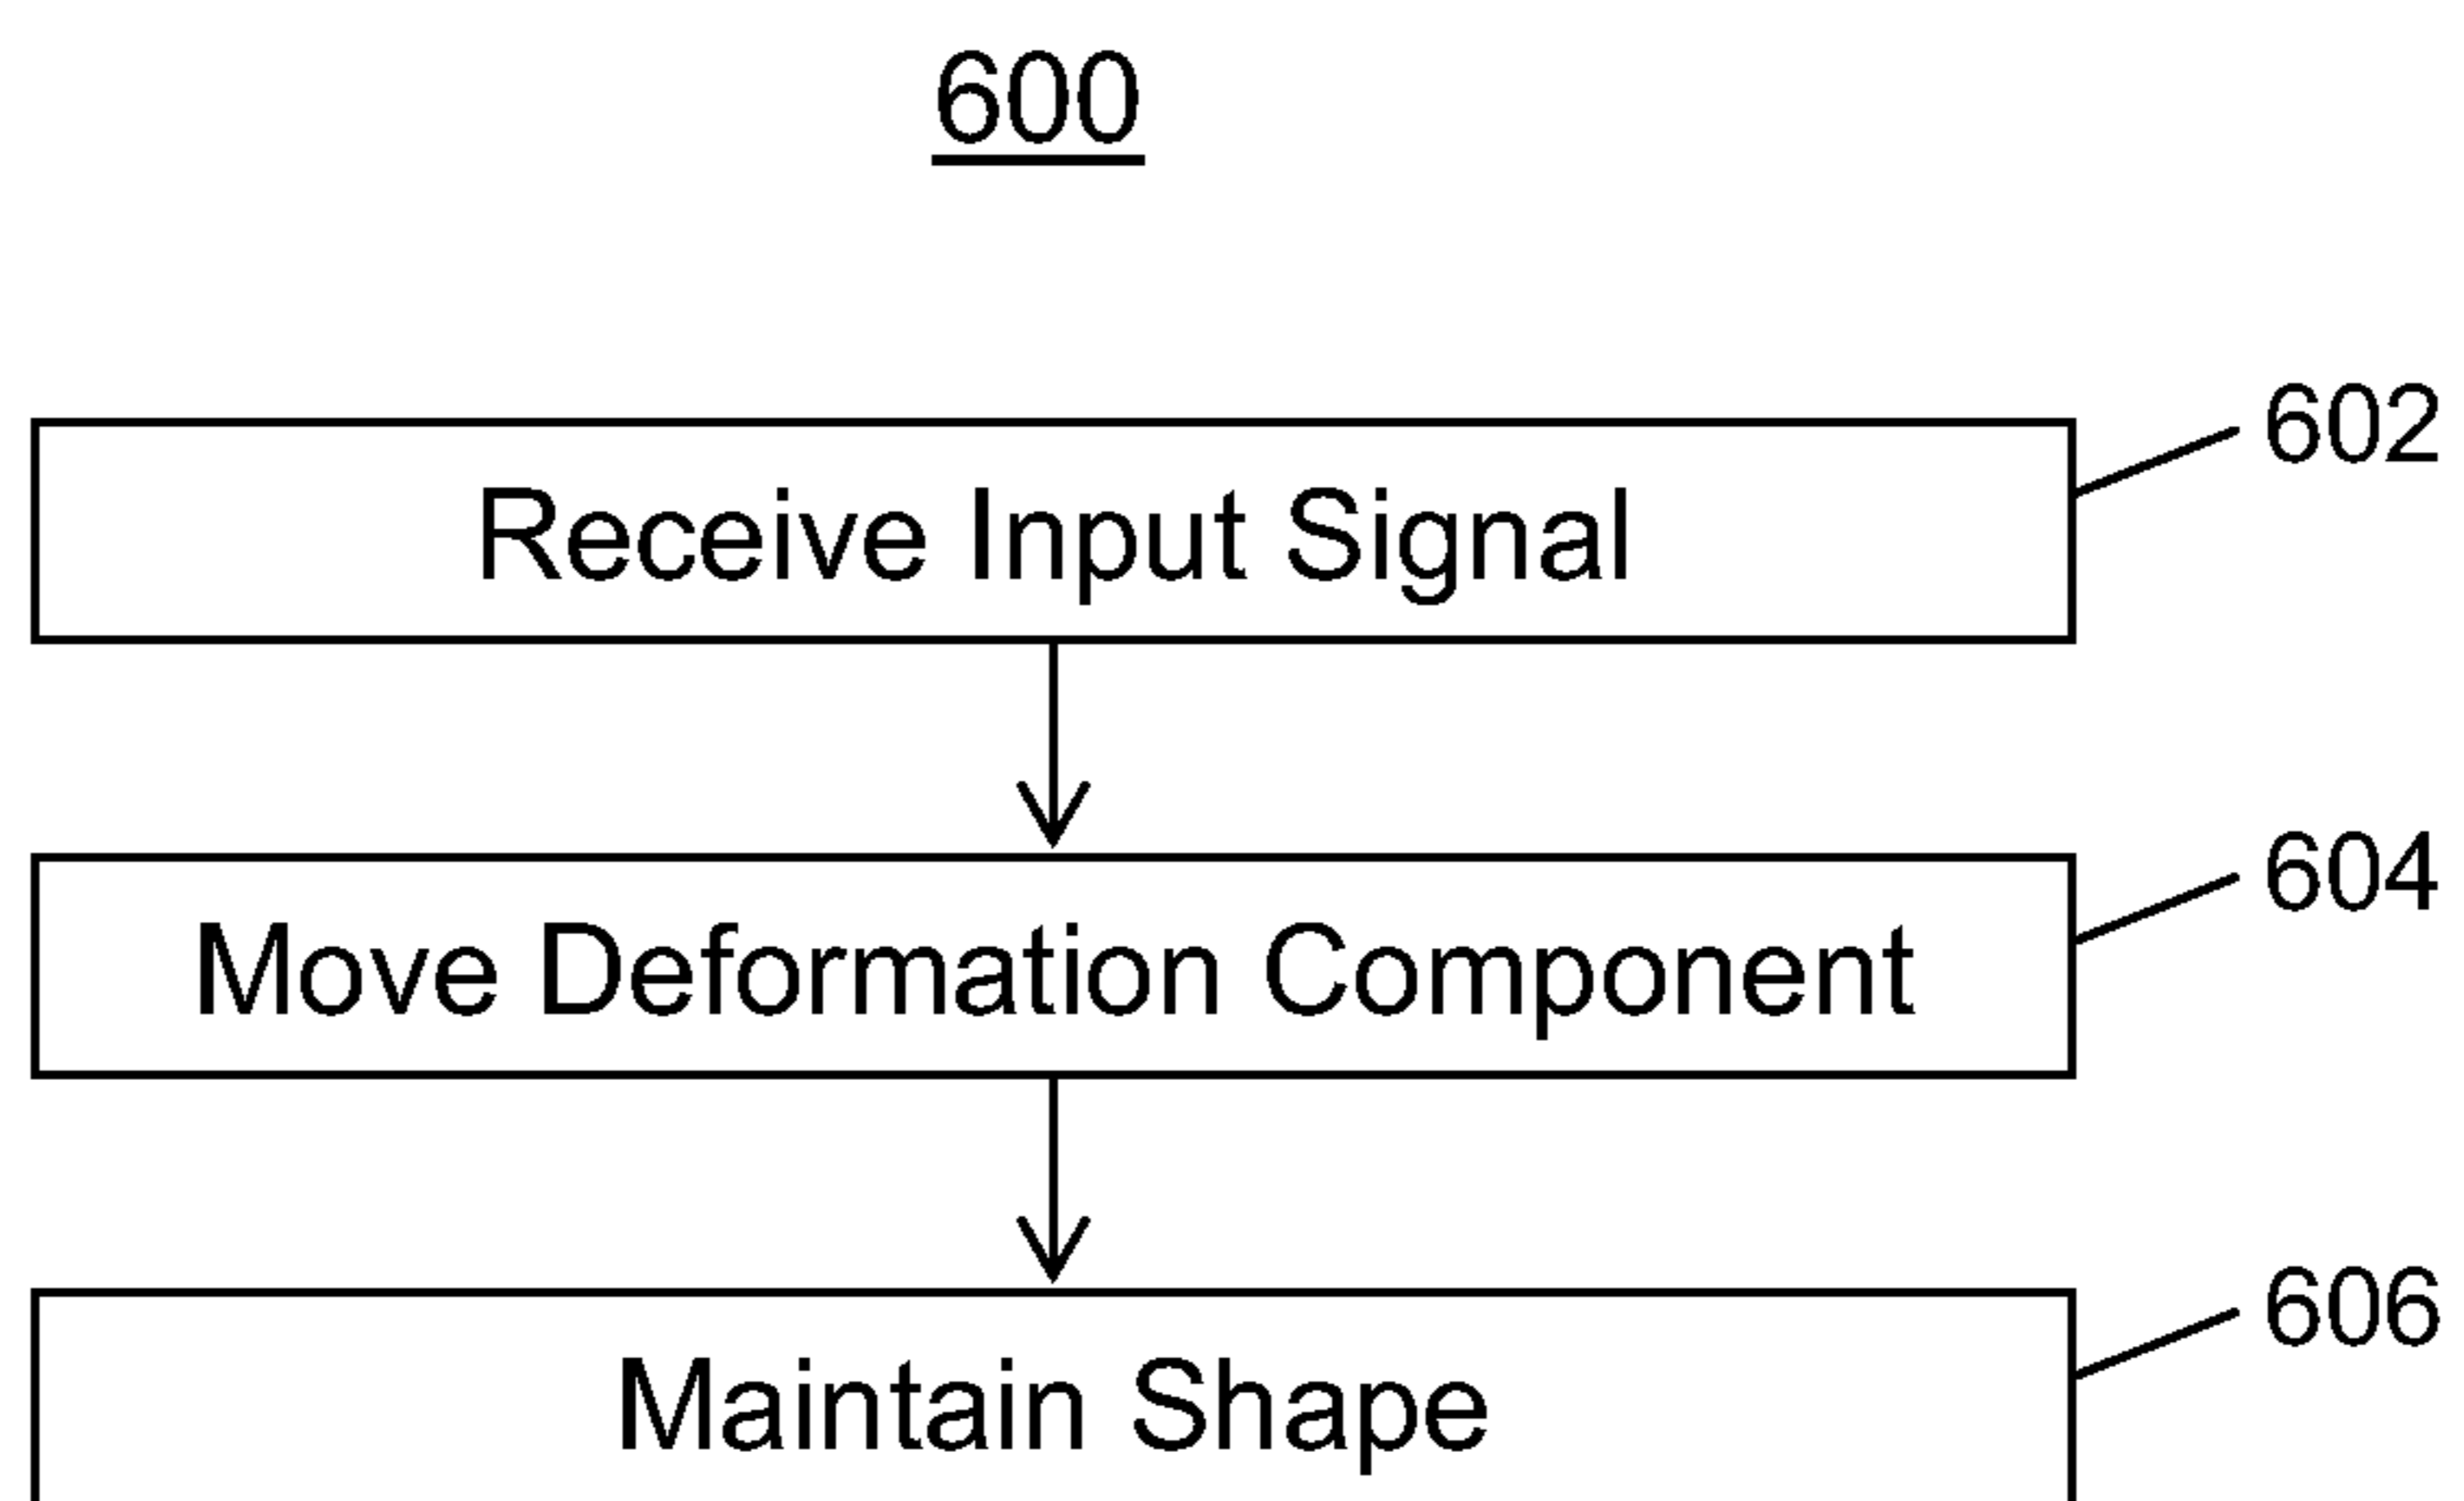 600
602
Receive Input Signal
604
Move Deformation Component
606
Maintain Shape